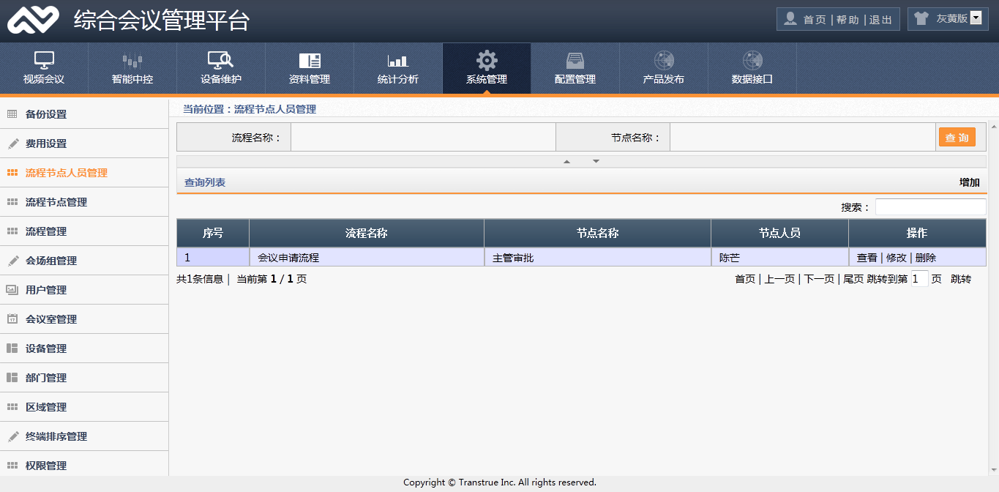 综合会议管理平台
首页 | 帮助 | 退出
灰黄版
视频会议 智能中控 设备维护 资料管理 统计分析 系统管理 配置管理 产品发布 数据接口
当前位置：流程节点人员管理
备份设置
费用设置
流程节点人员管理
流程节点管理
流程管理
会场组管理
用户管理
会议室管理
设备管理
部门管理
区域管理
终端排序管理
权限管理
流程名称： 节点名称： 查询
查询列表 增加
搜索：
序号 流程名称 节点名称 节点人员 操作
1 会议申请流程 主管审批 陈芒 查看 | 修改 | 删除
共1条信息 | 当前第 1 / 1 页 首页 | 上一页 | 下一页 | 尾页 跳转到第 1 页 跳转
Copyright © Transtrue Inc. All rights reserved.